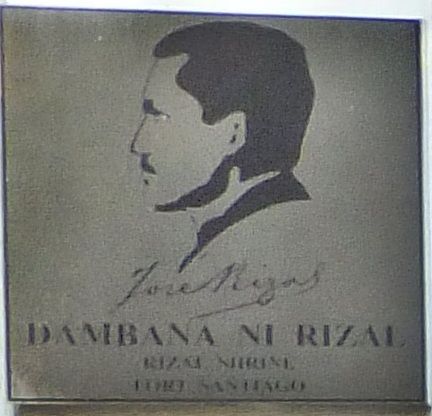 Jose Rizal
DAMBANA NI RIZAL
RIZAL SHRINE
FORT SANTIAGO